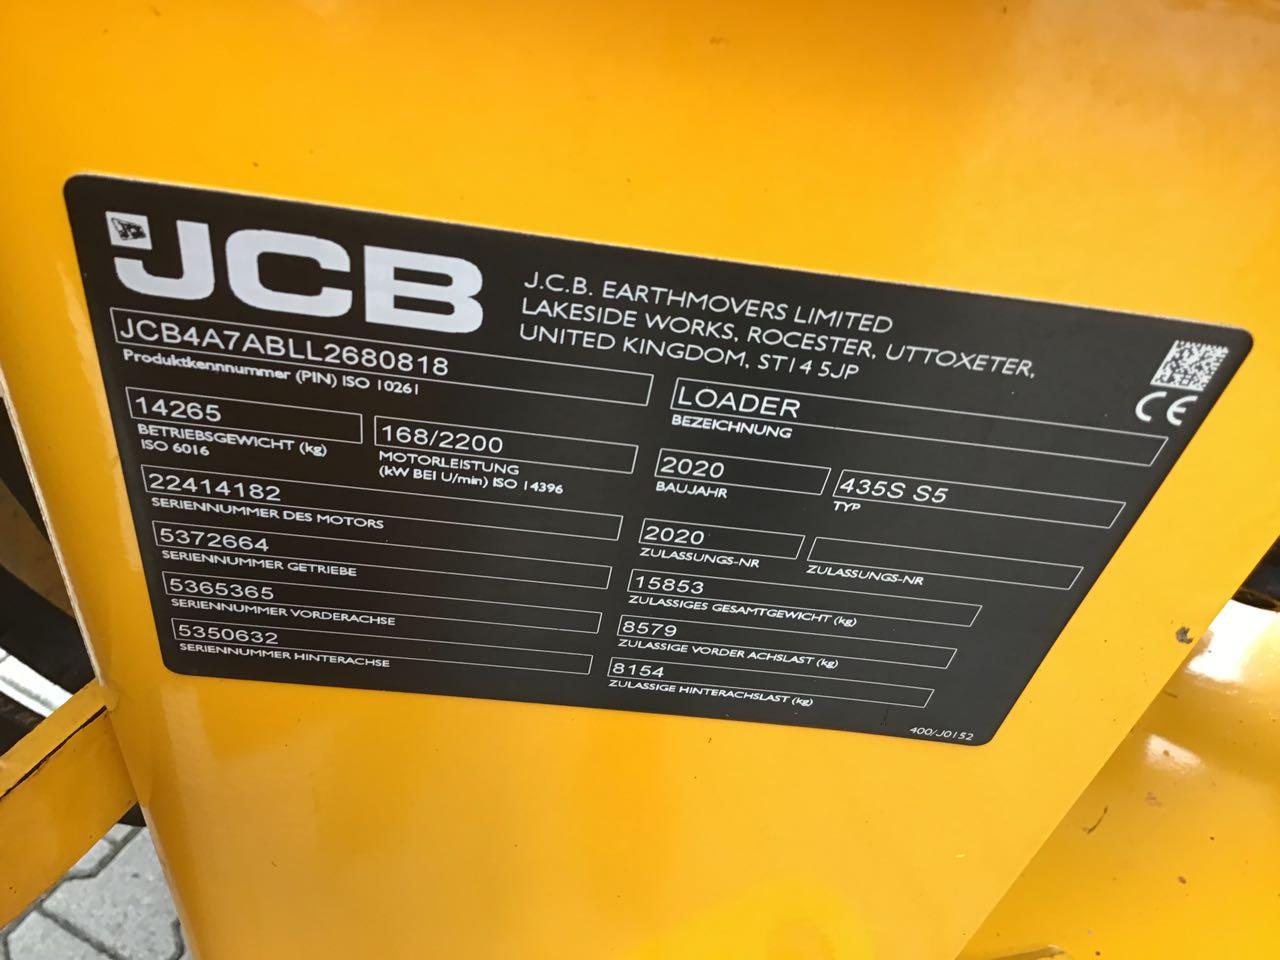 JCB
J.C.B. EARTHMOVERS LIMITED
LAKESIDE WORKS, ROCESTER, UTTOXETER,
UNITED KINGDOM, ST14 5JP
CE
JCB4A7ABLL2680818
Produktkennnummer (PIN) ISO 10261
LOADER
BEZEICHNUNG
14265
BETRIEBSGEWICHT (kg)
ISO 6016
168/2200
MOTORLEISTUNG
(kW BEI U/min) ISO 14396
2020
BAUJAHR
435S S5
TYP
22414182
SERIENNUMMER DES MOTORS
2020
ZULASSUNGS-NR
ZULASSUNGS-NR
5372664
SERIENNUMMER GETRIEBE
15853
ZULASSIGES GESAMTGEWICHT (kg)
5365365
SERIENNUMMER VORDERACHSE
8579
ZULASSIGE VORDER ACHSLAST (kg)
5350632
SERIENNUMMER HINTERACHSE
8154
ZULASSIGE HINTERACHSLAST (kg)
400/J0152